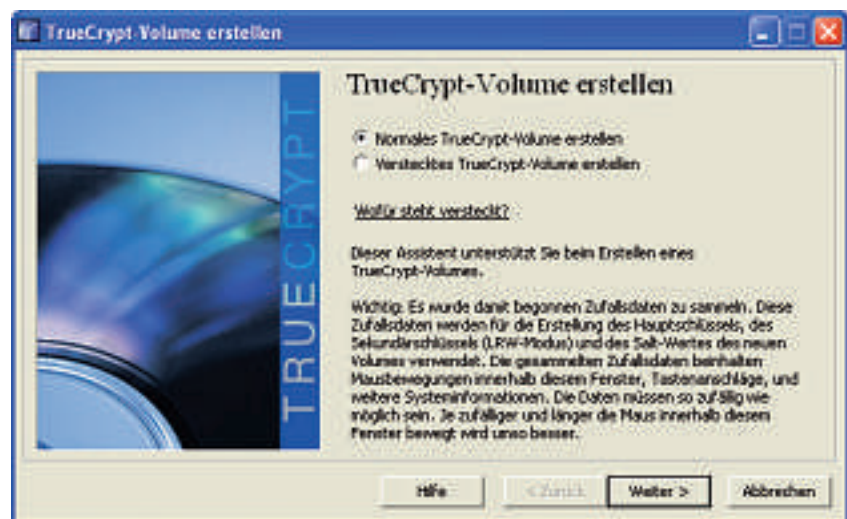 TrueCrypt-Volume erstellen
TRUECRYPT
TrueCrypt-Volume erstellen
Normales TrueCrypt-Volume erstellen
Verstecktes TrueCrypt-Volume erstellen
Wofür steht versteckt?
Dieser Assistent unterstützt Sie beim Erstellen eines
TrueCrypt-Volumes.
Wichtig: Es wurde damit begonnen Zufallsdaten zu sammeln. Diese
Zufallsdaten werden für die Erstellung des Hauptschlüssels, des
Sekundärschlüssels (LRW-Modus) und des Salt-Wertes des neuen
Volumes verwendet. Die gesammelten Zufallsdaten beinhalten
Mausbewegungen innerhalb diesem Fenster, Tastenanschläge, und
weitere Systeminformationen. Die Daten müssen so zufällig wie
möglich sein. Je zufälliger und länger die Maus innerhalb diesem
Fenster bewegt wird umso besser.
Hilfe
< Zurück
Weiter >
Abbrechen